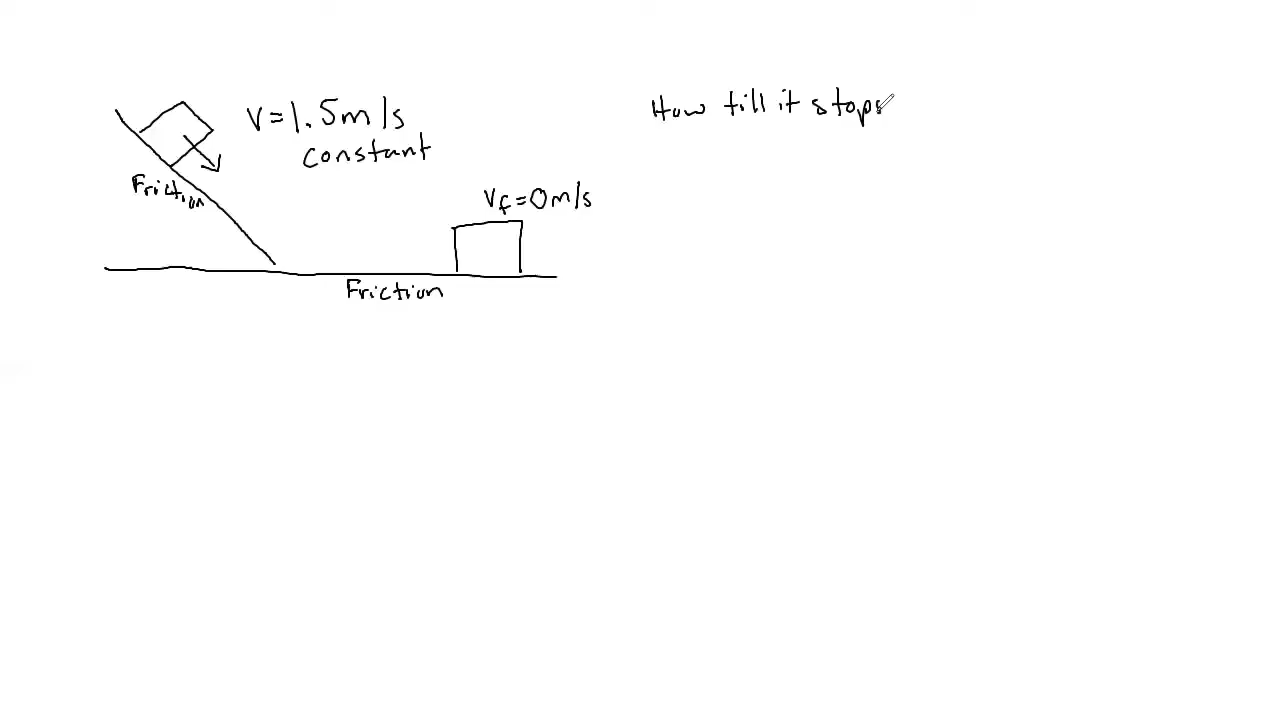 V=1.5m/s
constant
Friction
Vf=0m/s
Friction
How till it stops